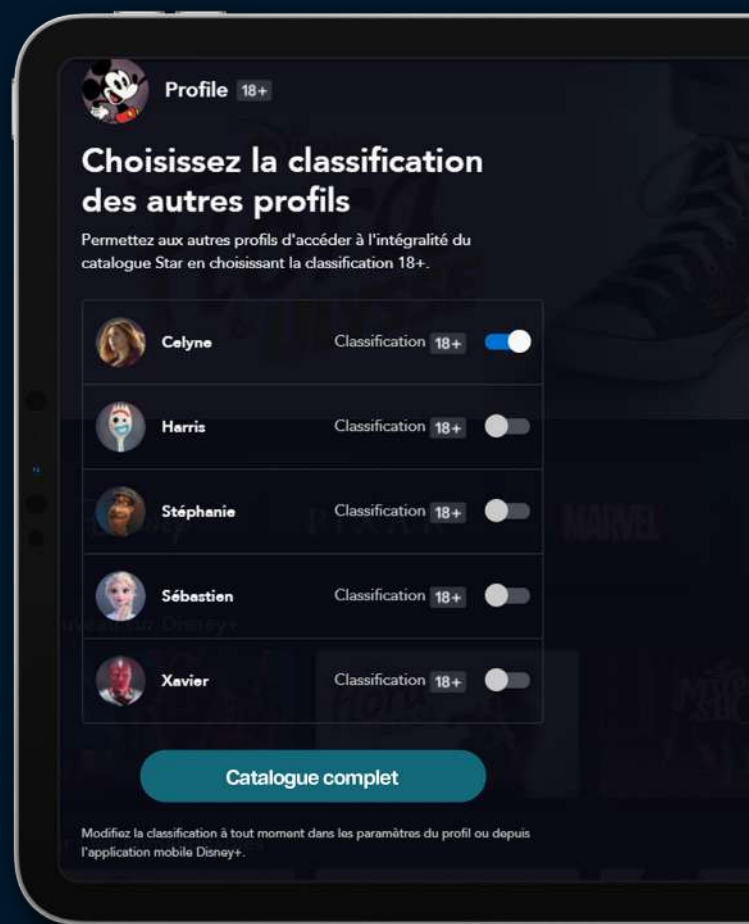 Profile 18+
Choisissez la classification
des autres profils
Permettez aux autres profils d'accéder à l'intégralité du
catalogue Star en choisissant la classification 18+.
Celyne Classification 18+
Harris Classification 18+
Stéphanie Classification 18+
PIXAR
MARVEL
Sébastien Classification 18+
Xavier Classification 18+
Catalogue complet
Modifiez la classification à tout moment dans les paramètres du profil ou depuis
l'application mobile Disney+.